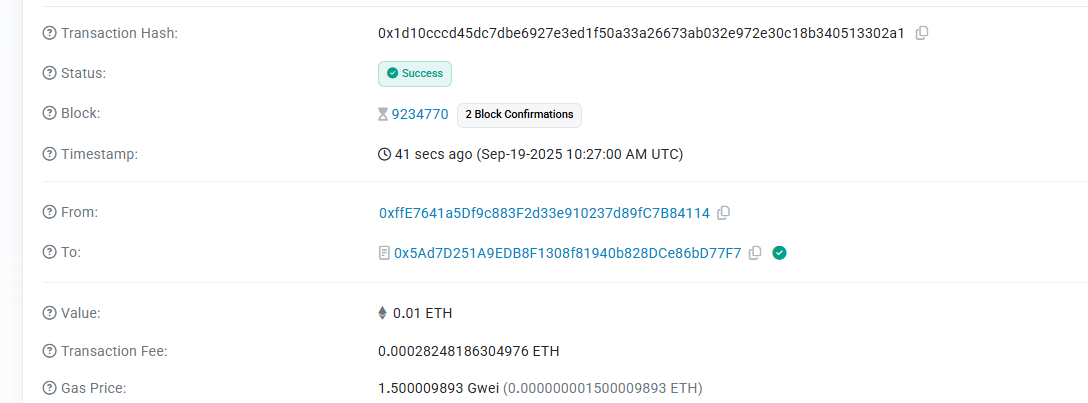 Transaction Hash: 0x1d10cccd45dc7dbe6927e3ed1f50a33a26673ab032e972e30c18b340513302a1
Status: Success
Block: 9234770 2 Block Confirmations
Timestamp: 41 secs ago (Sep-19-2025 10:27:00 AM UTC)
From: 0xffE7641a5Df9c883F2d33e910237d89fC7B84114
To: 0x5Ad7D251A9EDB8F1308f81940b828DCe86bD77F7
Value: 0.01 ETH
Transaction Fee: 0.00028248186304976 ETH
Gas Price: 1.500009893 Gwei (0.000000001500009893 ETH)